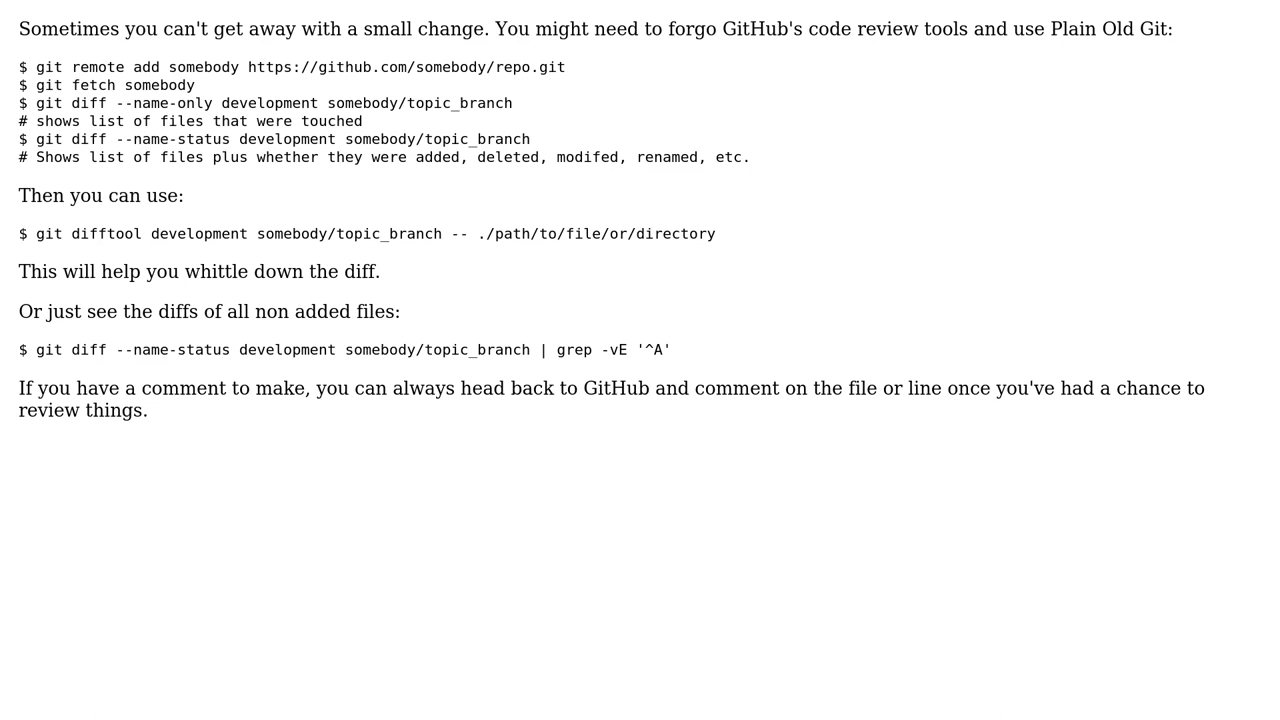 Sometimes you can't get away with a small change. You might need to forgo GitHub's code review tools and use Plain Old Git:
$ git remote add somebody https://github.com/somebody/repo.git
$ git fetch somebody
$ git diff --name-only development somebody/topic_branch
# shows list of files that were touched
$ git diff --name-status development somebody/topic_branch
# Shows list of files plus whether they were added, deleted, modifed, renamed, etc.
Then you can use:
$ git difftool development somebody/topic_branch -- ./path/to/file/or/directory
This will help you whittle down the diff.
Or just see the diffs of all non added files:
$ git diff --name-status development somebody/topic_branch | grep -vE '^A'
If you have a comment to make, you can always head back to GitHub and comment on the file or line once you've had a chance to
review things.